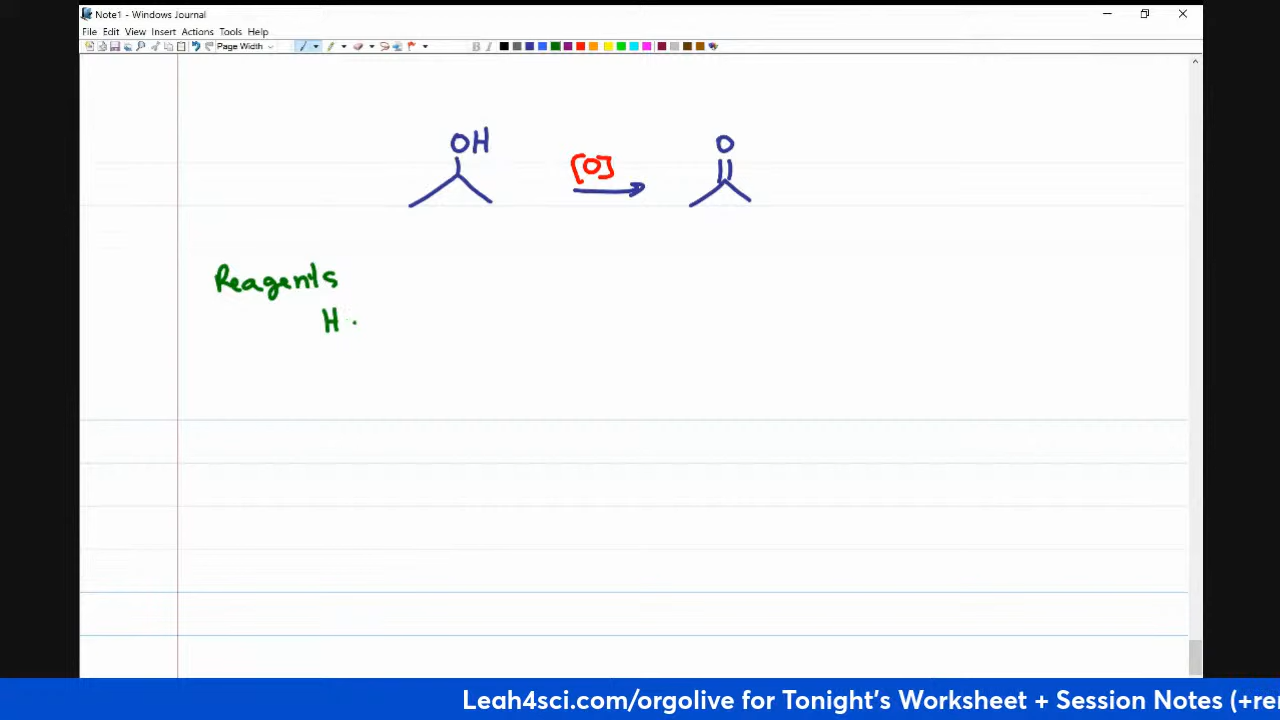 Note1 - Windows Journal
File Edit View Insert Actions Tools Help
Page Width
B I
OH
[O]
O
Reagents
H
Leah4sci.com/orgolive for Tonight's Worksheet + Session Notes (+re